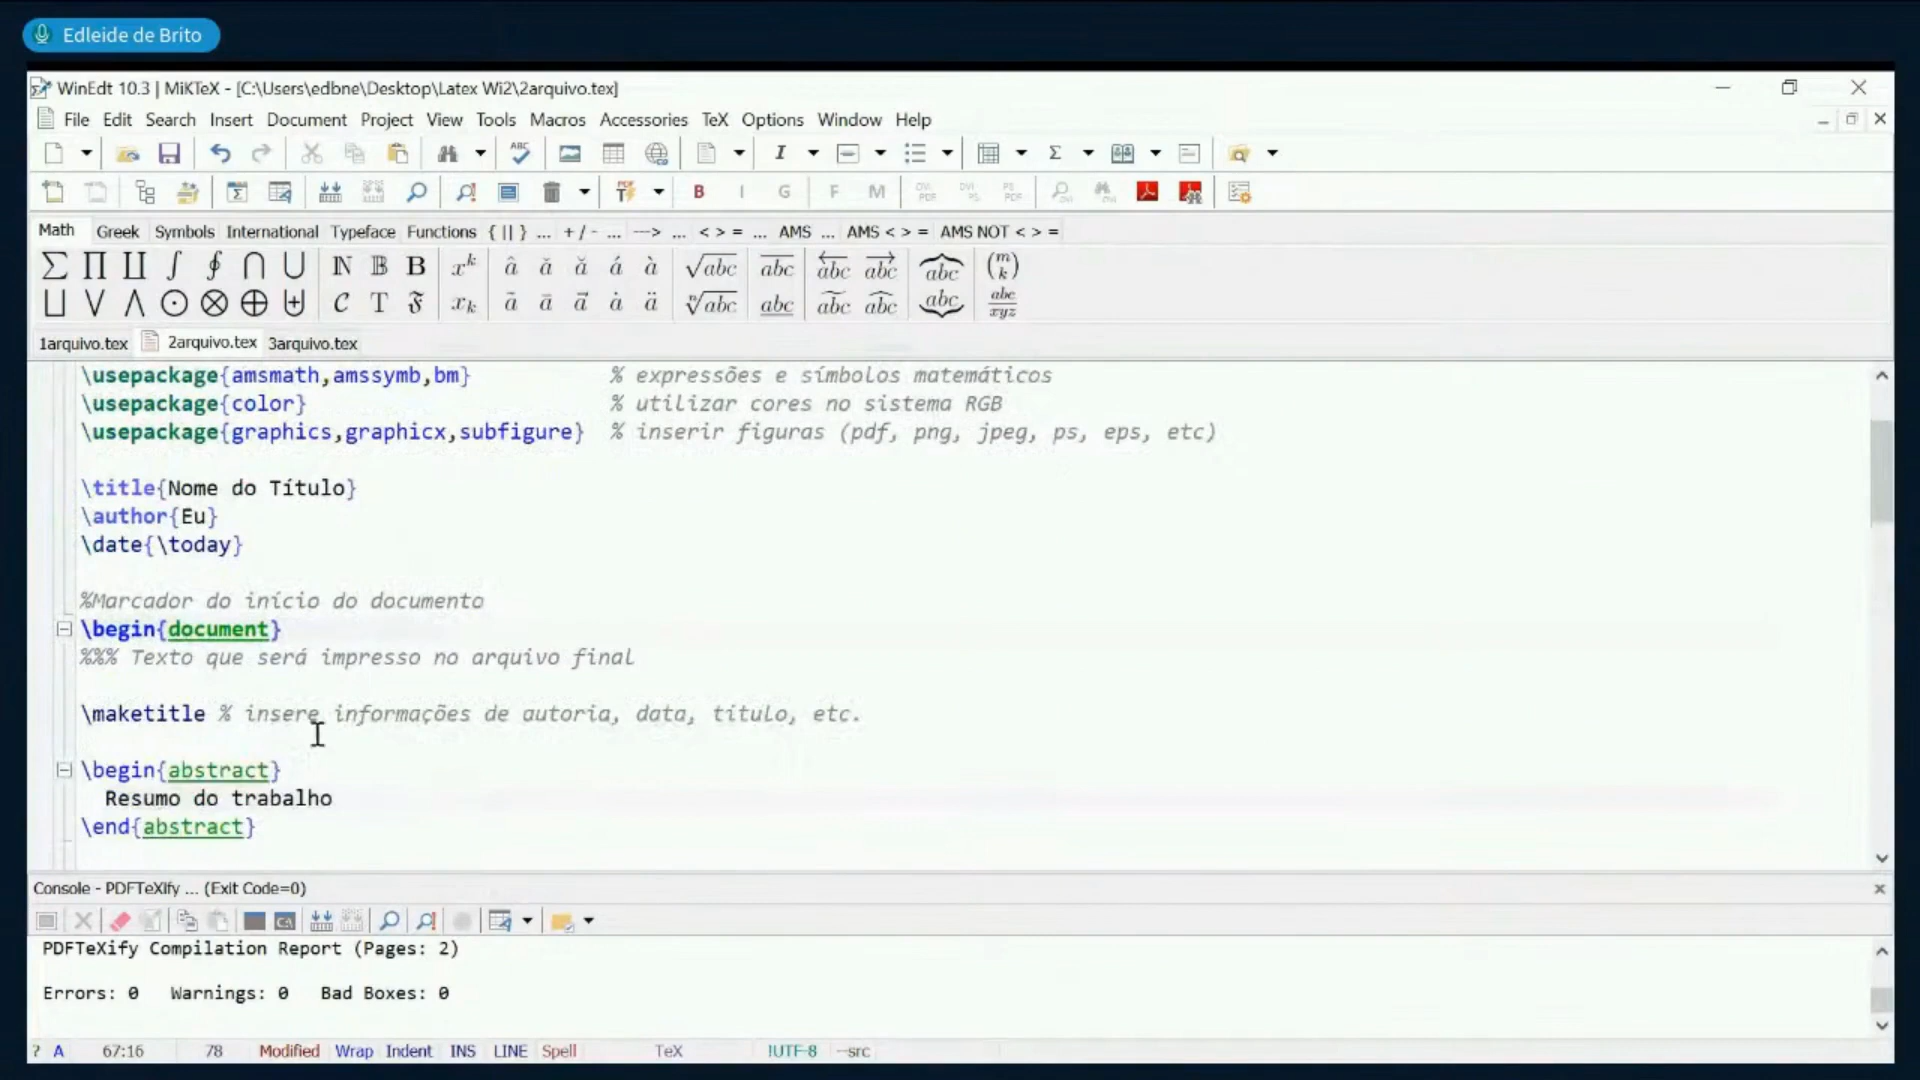 Edleide de Brito
WinEdt 10.3 | MiKTeX - [C:\Users\edbne\Desktop\Latex Wi2\2arquivo.tex]
File Edit Search Insert Document Project View Tools Macros Accessories TeX Options Window Help
Math Greek Symbols International Typeface Functions { || } ... + / - ... --> ... < > = ... AMS ... AMS < > = AMS NOT < > =
1arquivo.tex 2arquivo.tex 3arquivo.tex
\usepackage{amsmath,amssymb,bm} % expressões e símbolos matemáticos
\usepackage{color} % utilizar cores no sistema RGB
\usepackage{graphics,graphicx,subfigure} % inserir figuras (pdf, png, jpeg, ps, eps, etc)
\title{Nome do Título}
\author{Eu}
\date{\today}
%Marcador do início do documento
\begin{document}
%%% Texto que será impresso no arquivo final
\maketitle % insere informações de autoria, data, título, etc.
\begin{abstract}
Resumo do trabalho
\end{abstract}
Console - PDFTeXify ... (Exit Code=0)
PDFTeXify Compilation Report (Pages: 2)
Errors: 0 Warnings: 0 Bad Boxes: 0
? A 67:16 78 Modified Wrap Indent INS LINE Spell TeX !UTF-8 --src